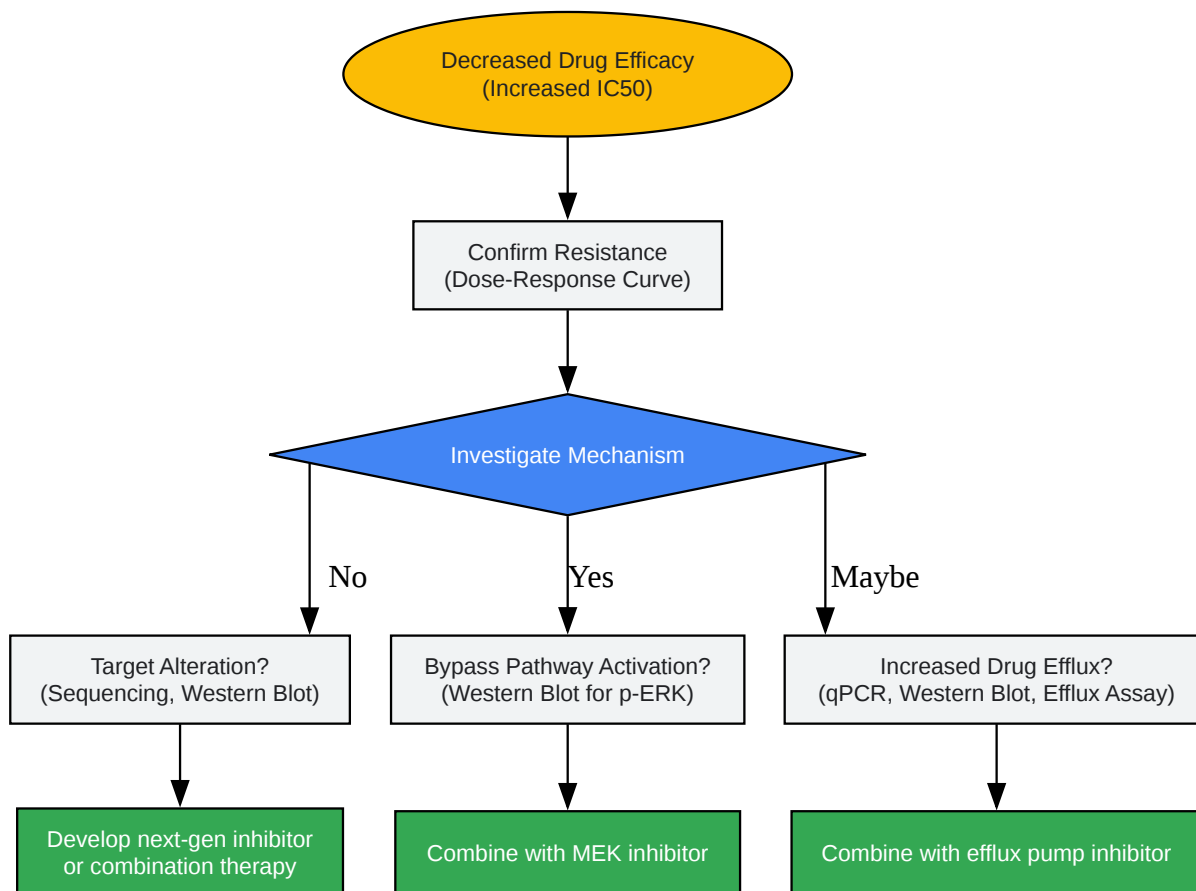 Decreased Drug Efficacy
(Increased IC50)
Confirm Resistance
(Dose-Response Curve)
Investigate Mechanism
No
Yes
Maybe
Target Alteration?
(Sequencing, Western Blot)
Bypass Pathway Activation?
(Western Blot for p-ERK)
Increased Drug Efflux?
(qPCR, Western Blot, Efflux Assay)
Develop next-gen inhibitor
or combination therapy
Combine with MEK inhibitor
Combine with efflux pump inhibitor